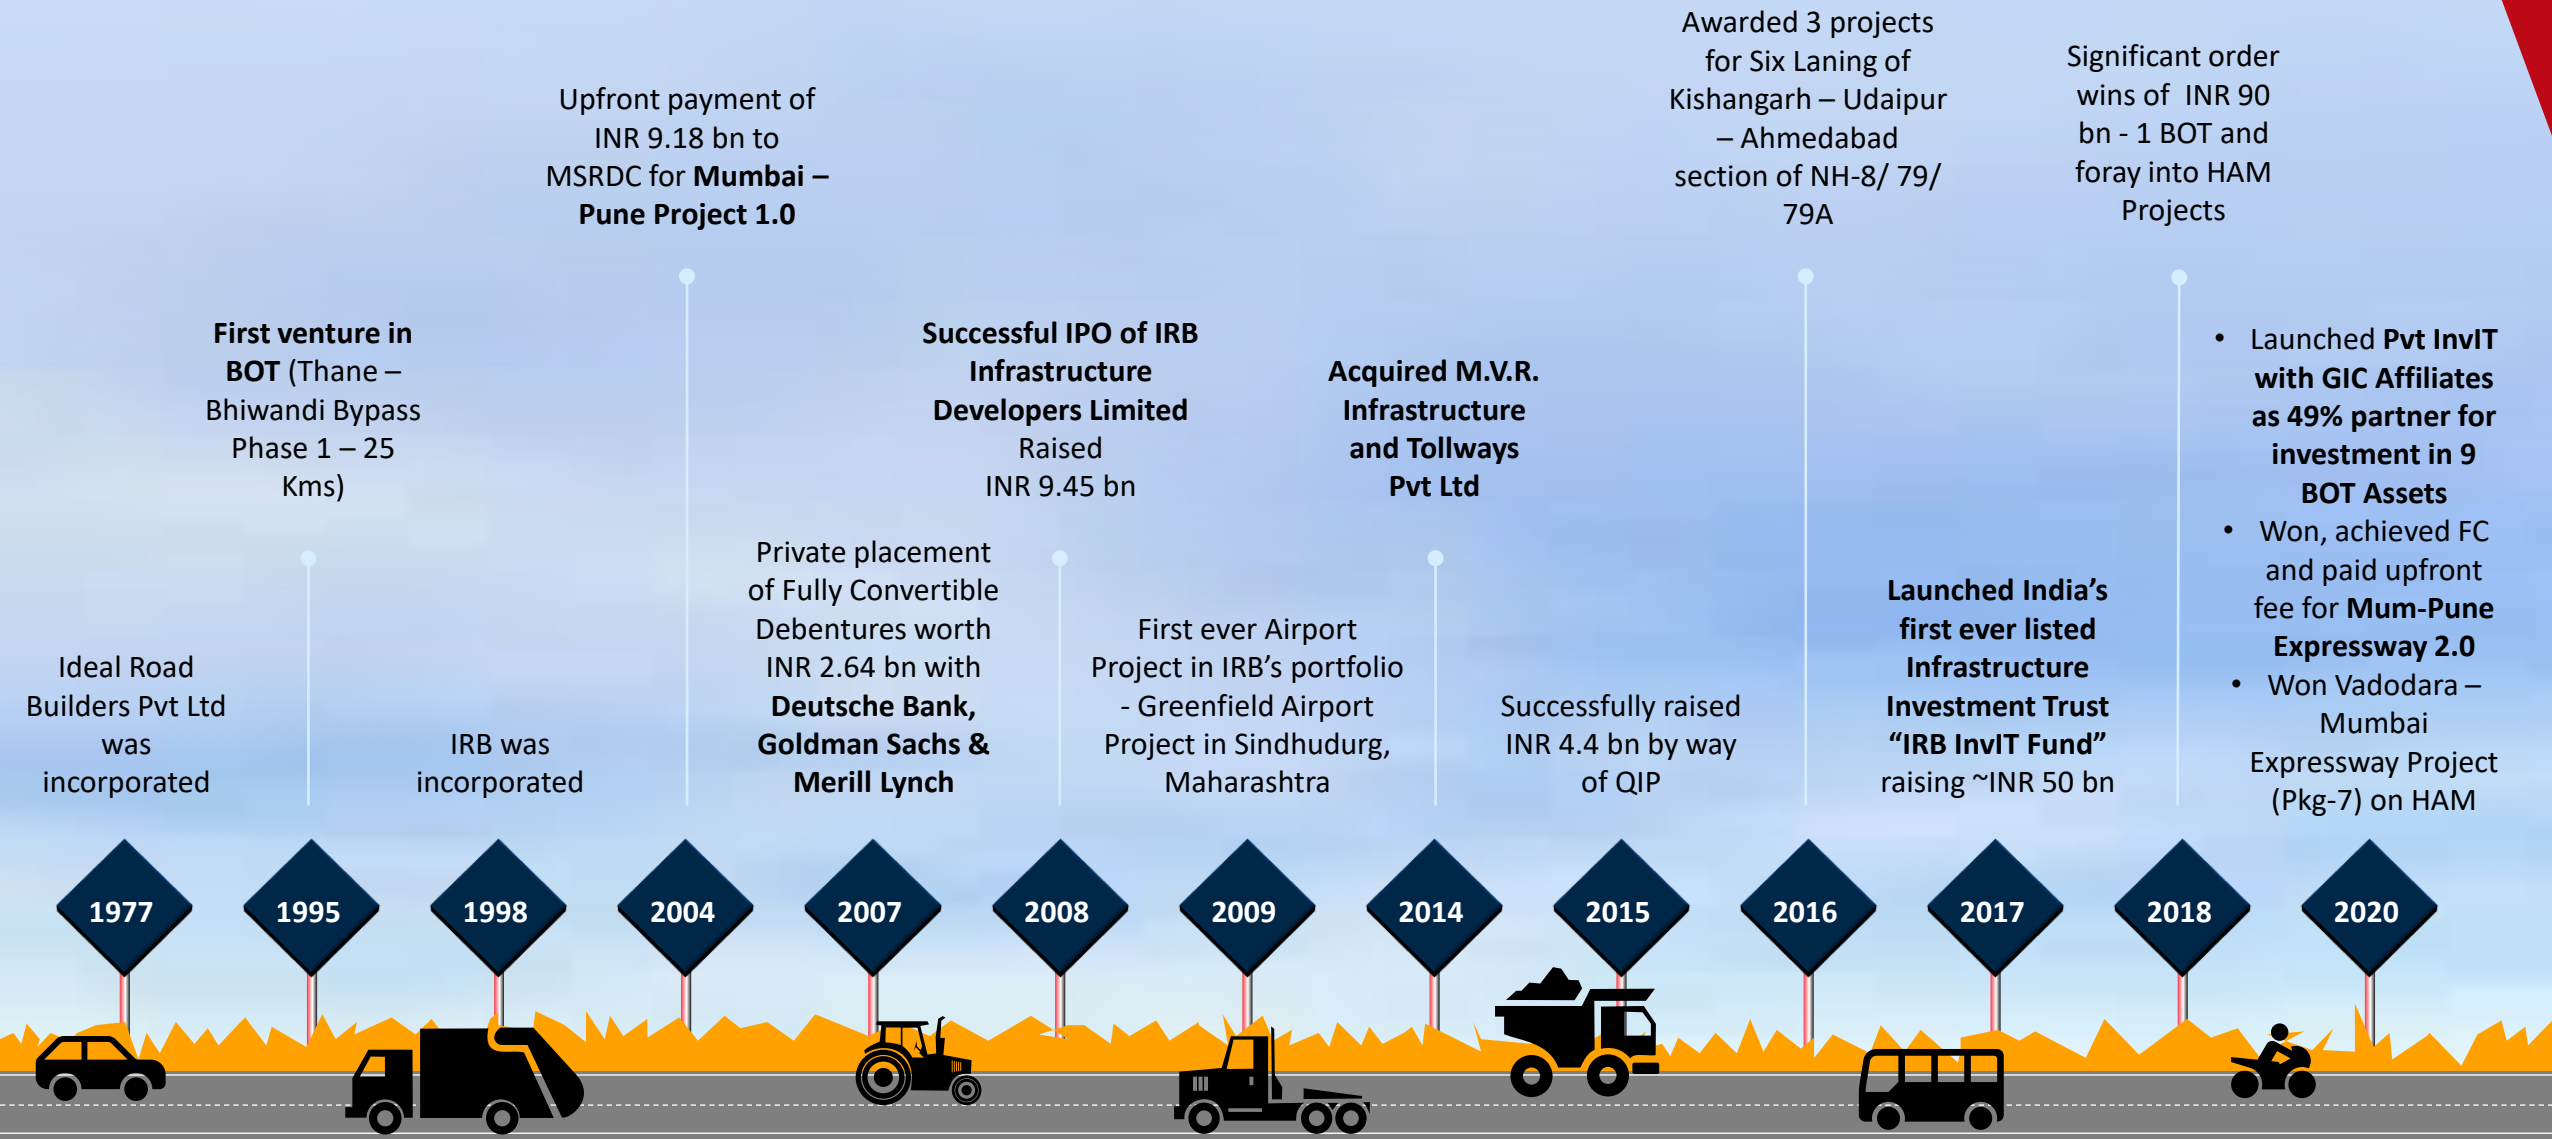 Ideal Road
Builders Pvt Ltd
was
incorporated
First venture in
BOT (Thane –
Bhiwandi Bypass
Phase 1 – 25
Kms)
IRB was
incorporated
Upfront payment of
INR 9.18 bn to
MSRDC for Mumbai –
Pune Project 1.0
Private placement
of Fully Convertible
Debentures worth
INR 2.64 bn with
Deutsche Bank,
Goldman Sachs &
Merill Lynch
Successful IPO of IRB
Infrastructure
Developers Limited
Raised
INR 9.45 bn
First ever Airport
Project in IRB’s portfolio
- Greenfield Airport
Project in Sindhudurg,
Maharashtra
Acquired M.V.R.
Infrastructure
and Tollways
Pvt Ltd
Successfully raised
INR 4.4 bn by way
of QIP
Awarded 3 projects
for Six Laning of
Kishangarh – Udaipur
– Ahmedabad
section of NH-8/ 79/
79A
Launched India’s
first ever listed
Infrastructure
Investment Trust
“IRB InvIT Fund”
raising ~INR 50 bn
Significant order
wins of INR 90
bn - 1 BOT and
foray into HAM
Projects
• Launched Pvt InvIT
with GIC Affiliates
as 49% partner for
investment in 9
BOT Assets
• Won, achieved FC
and paid upfront
fee for Mum-Pune
Expressway 2.0
• Won Vadodara –
Mumbai
Expressway Project
(Pkg-7) on HAM
1977
1995
1998
2004
2007
2008
2009
2014
2015
2016
2017
2018
2020